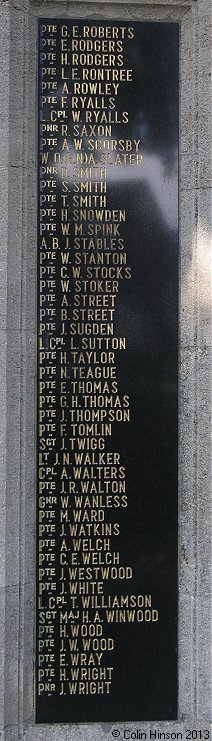 PTE G.E. ROBERTS
PTE E. RODGERS
PTE H. RODGERS
PTE L.E. RONTREE
PTE A. ROWLEY
PTE F. RYALLS
L.CPL W. RYALLS
PNR R. SAXON
PTE A.W. SCORSBY
SLATER
D. SMITH
PTE S. SMITH
PTE T. SMITH
PTE H. SNOWDEN
PTE W.M. SPINK
A.B. J. STABLES
PTE W. STANTON
PTE C.W. STOCKS
PTE W. STOKER
PTE A. STREET
PTE B. STREET
PTE J. SUGDEN
L.CPL L. SUTTON
PTE H. TAYLOR
PTE N. TEAGUE
PTE E. THOMAS
PTE G.H. THOMAS
PTE J. THOMPSON
PTE F. TOMLIN
SGT J. TWIGG
LT J.N. WALKER
CPL A. WALTERS
PTE J.R. WALTON
GNR W. WANLESS
PTE M. WARD
PTE J. WATKINS
PTE A. WELCH
PTE C.E. WELCH
PTE J. WESTWOOD
PTE J. WHITE
L.CPL T. WILLIAMSON
SGT MAJ H.A. WINWOOD
PTE H. WOOD
PTE J.W. WOOD
PTE E. WRAY
PTE H. WRIGHT
PNR J. WRIGHT
© Colin Hinson 2013